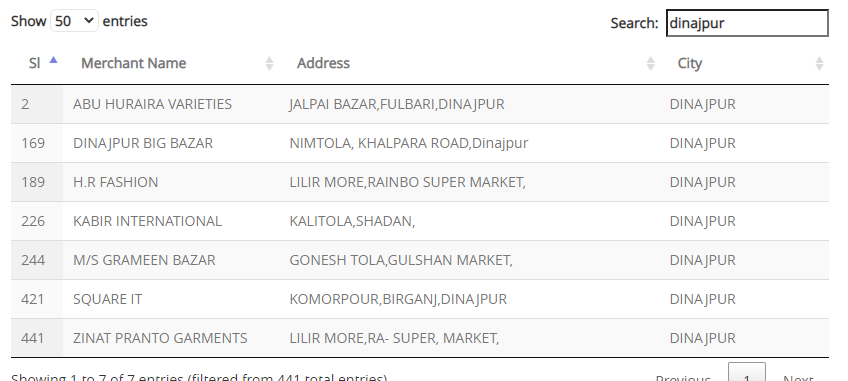 Show 50 entries Search: dinajpur
Sl Merchant Name Address City
2 ABU HURAIRA VARIETIES JALPAI BAZAR,FULBARI,DINAJPUR DINAJPUR
169 DINAJPUR BIG BAZAR NIMTOLA, KHALPARA ROAD,Dinajpur DINAJPUR
189 H.R FASHION LILIR MORE,RAINBO SUPER MARKET, DINAJPUR
226 KABIR INTERNATIONAL KALITOLA,SHADAN, DINAJPUR
244 M/S GRAMEEN BAZAR GONESH TOLA,GULSHAN MARKET, DINAJPUR
421 SQUARE IT KOMORPOUR,BIRGANJ,DINAJPUR DINAJPUR
441 ZINAT PRANTO GARMENTS LILIR MORE,RA- SUPER, MARKET, DINAJPUR
Showing 1 to 7 of 7 entries (filtered from 441 total entries) Previous 1 Next